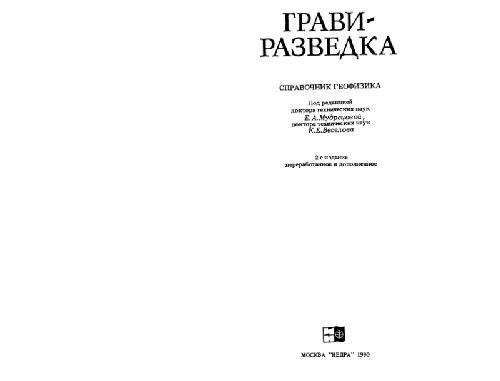 ГРАВИ-
РАЗВЕДКА
СПРАВОЧНИК ГЕОФИЗИКА
Под редакцией
доктора технических наук
Е.А.Мудрецовой,
доктора технических наук
К.Е.Веселова
2-е издание
переработанное и дополненное
МОСКВА "НЕДРА" 1990